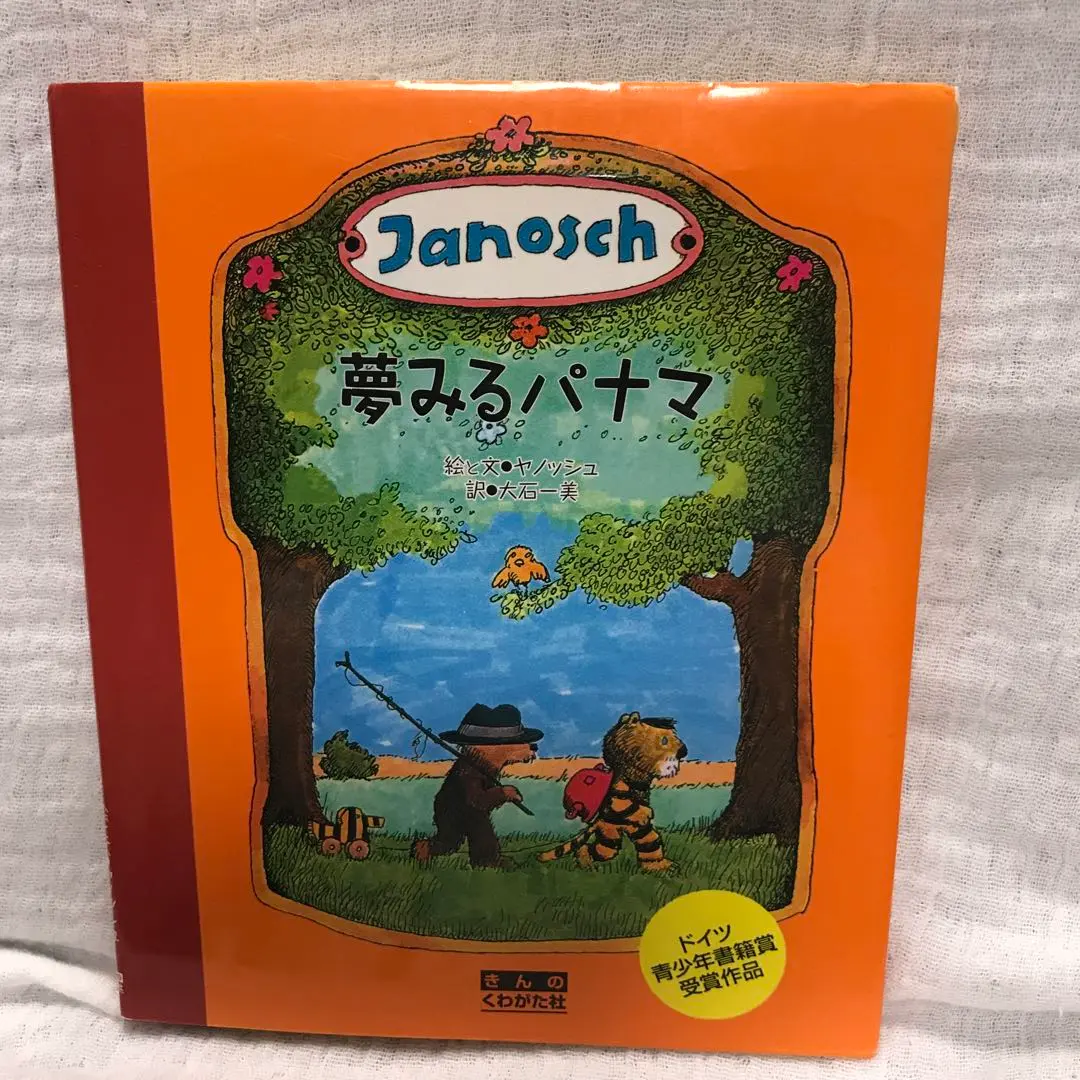 Janosch
夢みるパナマ
絵と文●ヤノッシュ
訳●大石一美
ドイツ
青少年書籍賞
受賞作品
きんの
くわがた社